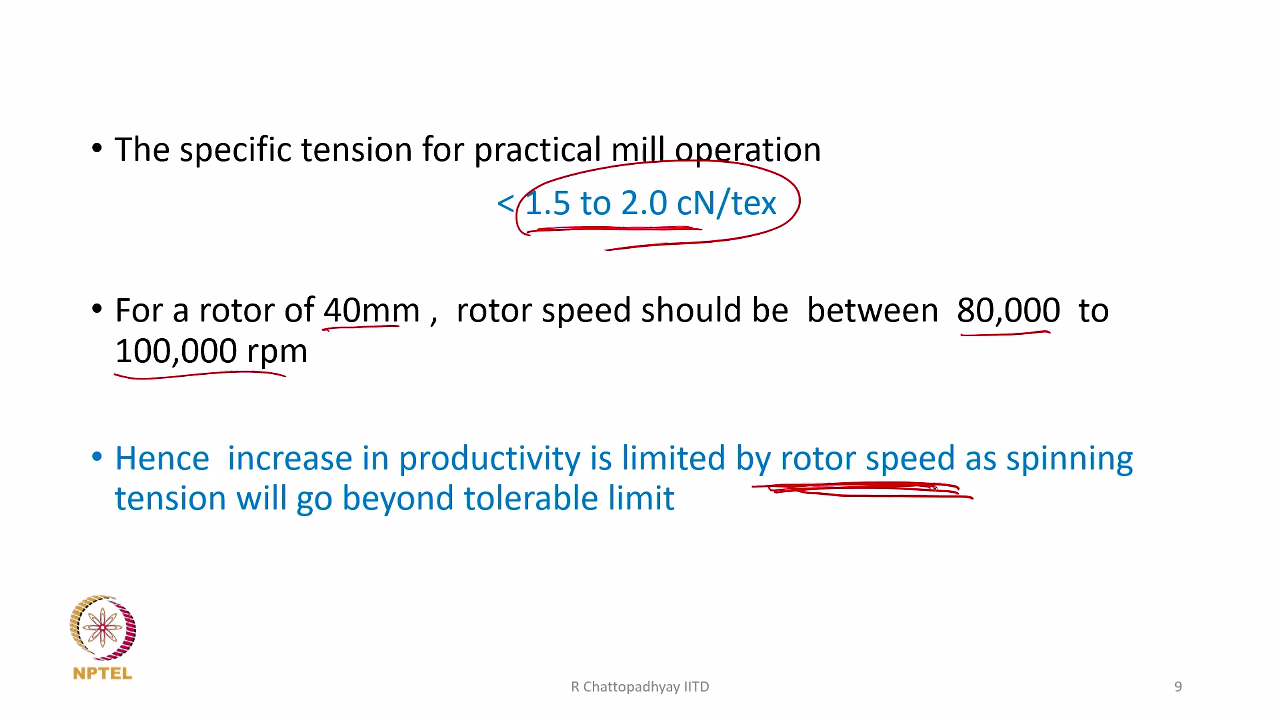 • The specific tension for practical mill operation
< 1.5 to 2.0 cN/tex
• For a rotor of 40mm , rotor speed should be between 80,000 to
100,000 rpm
• Hence increase in productivity is limited by rotor speed as spinning
tension will go beyond tolerable limit
NPTEL
R Chattopadhyay IITD
9